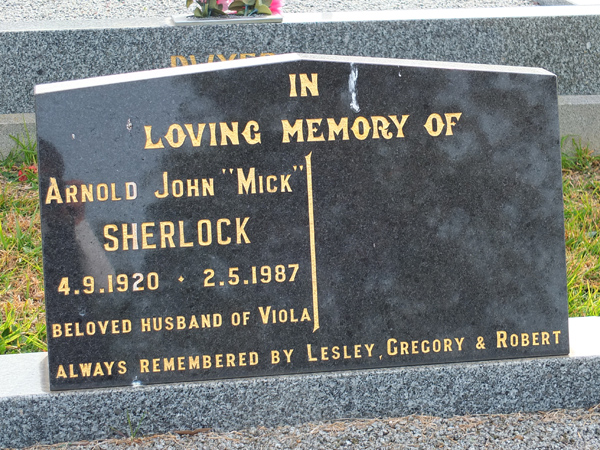 IN
LOVING MEMORY OF
ARNOLD JOHN "MICK"
SHERLOCK
4.9.1920 + 2.5.1987
BELOVED HUSBAND OF VIOLA
ALWAYS REMEMBERED BY LESLEY, GREGORY & ROBERT